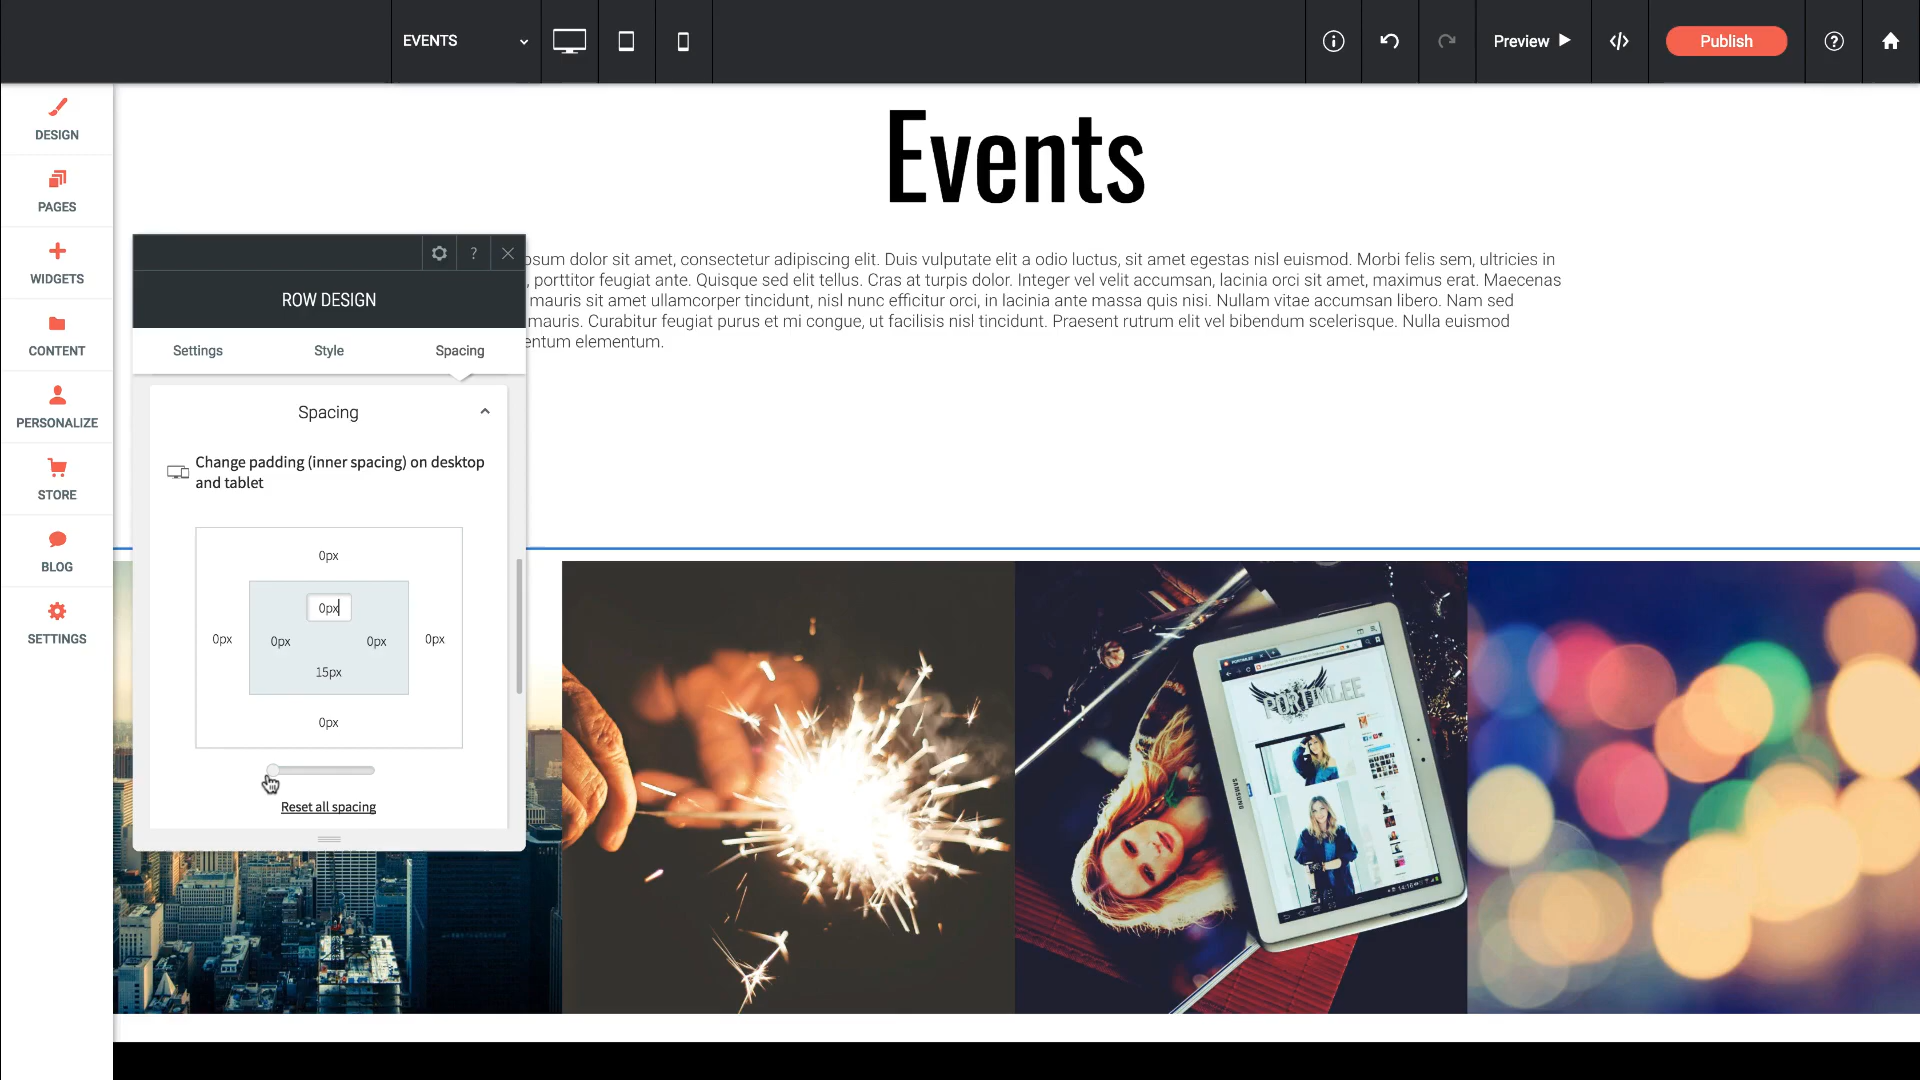 EVENTS
Preview
Publish
DESIGN
PAGES
WIDGETS
CONTENT
PERSONALIZE
STORE
BLOG
SETTINGS
Events
psum dolor sit amet, consectetur adipiscing elit. Duis vulputate elit a odio luctus, sit amet egestas nisl euismod. Morbi felis sem, ultricies in
, porttitor feugiat ante. Quisque sed elit tellus. Cras at turpis dolor. Integer vel velit accumsan, lacinia orci sit amet, maximus erat. Maecenas
mauris sit amet ullamcorper tincidunt, nisl nunc efficitur orci, in lacinia ante massa quis nisi. Nullam vitae accumsan libero. Nam sed
mauris. Curabitur feugiat purus et mi congue, ut facilisis nisl tincidunt. Praesent rutrum elit vel bibendum scelerisque. Nulla euismod
entum elementum.
?
ROW DESIGN
Settings Style Spacing
Spacing
Change padding (inner spacing) on desktop
and tablet
0px
0px
0px 0px 0px 0px
15px
0px
Reset all spacing
PORTUMLEE
SAMSUNG
14:16